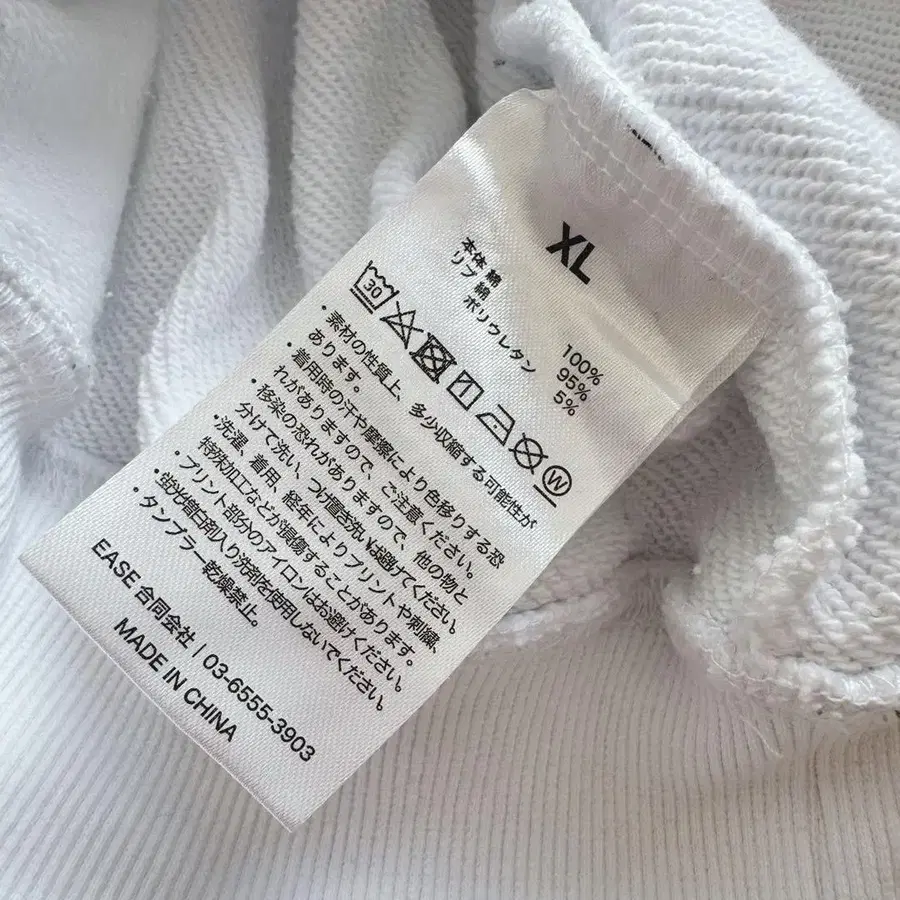 XL
本体 綿 100%
リブ 綿 95%
ポリウレタン 5%
30
W
・素材の性質上、多少収縮する可能性が
あります。
・着用時の汗や摩擦により色移りする恐
れがありますので、ご注意ください。
・移染の恐れがありますので、他の物と
分けて洗い、つけ置き洗いは避けてください。
・洗濯、着用、経年によりプリントや刺繍、
特殊加工などが損傷することがあります。
・プリント部分のアイロンはお避けください。
・蛍光増白剤入り洗剤を使用しないでください。
・タンブラー乾燥禁止。
EASE 合同会社 | 03-6555-3903
MADE IN CHINA